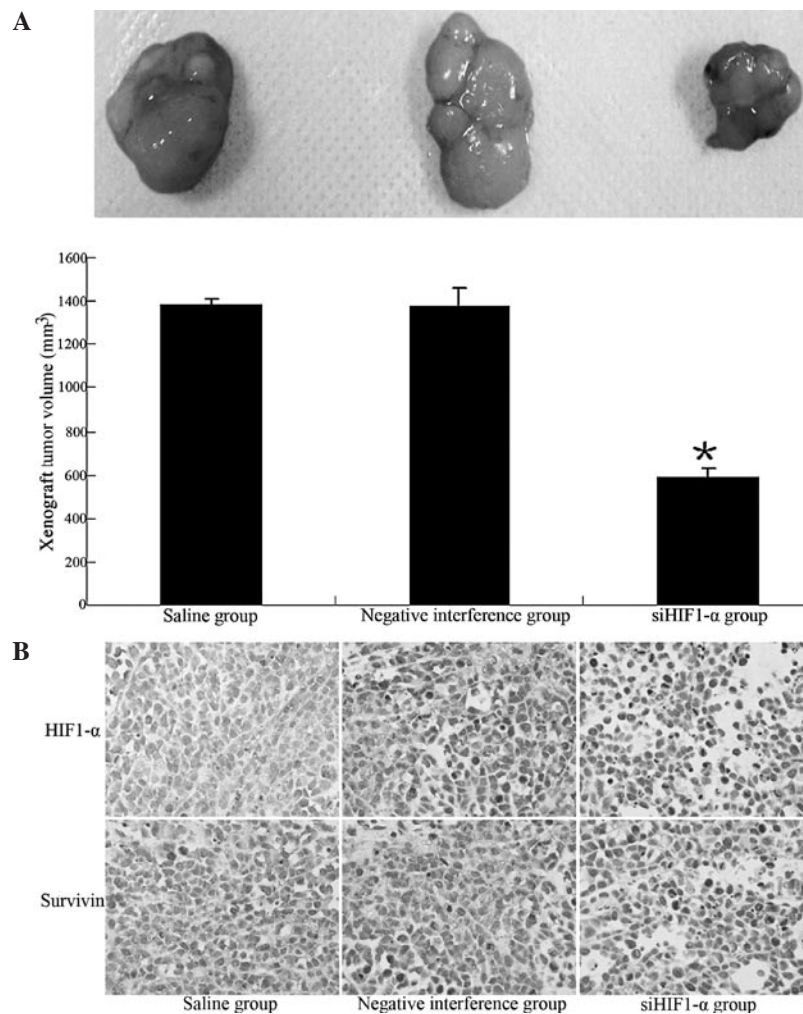 A
Xenograft tumor volume (mm³)
1600
1400
1200
1000
800
600
400
200
0
*
Saline group
Negative interference group
siHIF1-α group
B
HIF1-α
Survivin
Saline group
Negative interference group
siHIF1-α group